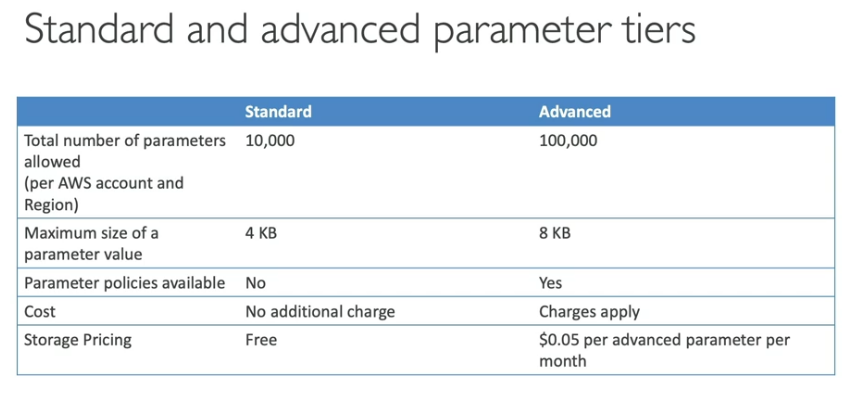 Standard and advanced parameter tiers
Standard Advanced
Total number of parameters 10,000 100,000
allowed
(per AWS account and
Region)
Maximum size of a 4 KB 8 KB
parameter value
Parameter policies available No Yes
Cost No additional charge Charges apply
Storage Pricing Free $0.05 per advanced parameter per
month